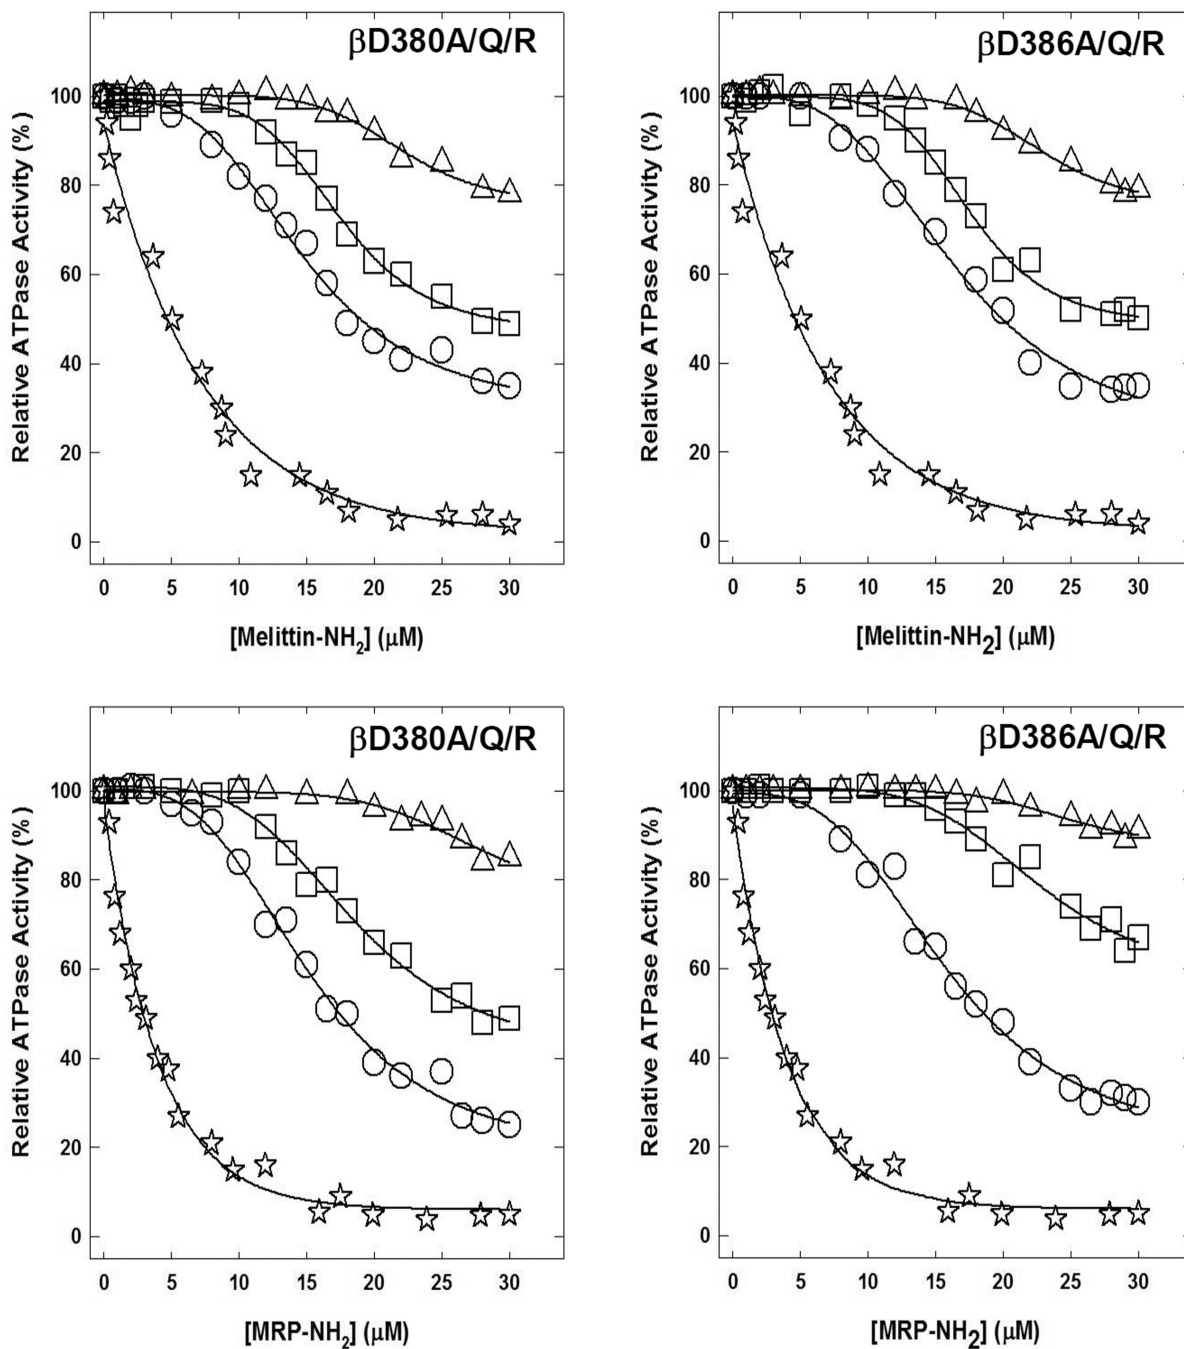 βD380A/Q/R
Relative ATPase Activity (%)
100
80
60
40
20
0
0 5 10 15 20 25 30
[Melittin-NH₂] (μM)
βD386A/Q/R
Relative ATPase Activity (%)
100
80
60
40
20
0
0 5 10 15 20 25 30
[Melittin-NH₂] (μM)
βD380A/Q/R
Relative ATPase Activity (%)
100
80
60
40
20
0
0 5 10 15 20 25 30
[MRP-NH₂] (μM)
βD386A/Q/R
Relative ATPase Activity (%)
100
80
60
40
20
0
0 5 10 15 20 25 30
[MRP-NH₂] (μM)